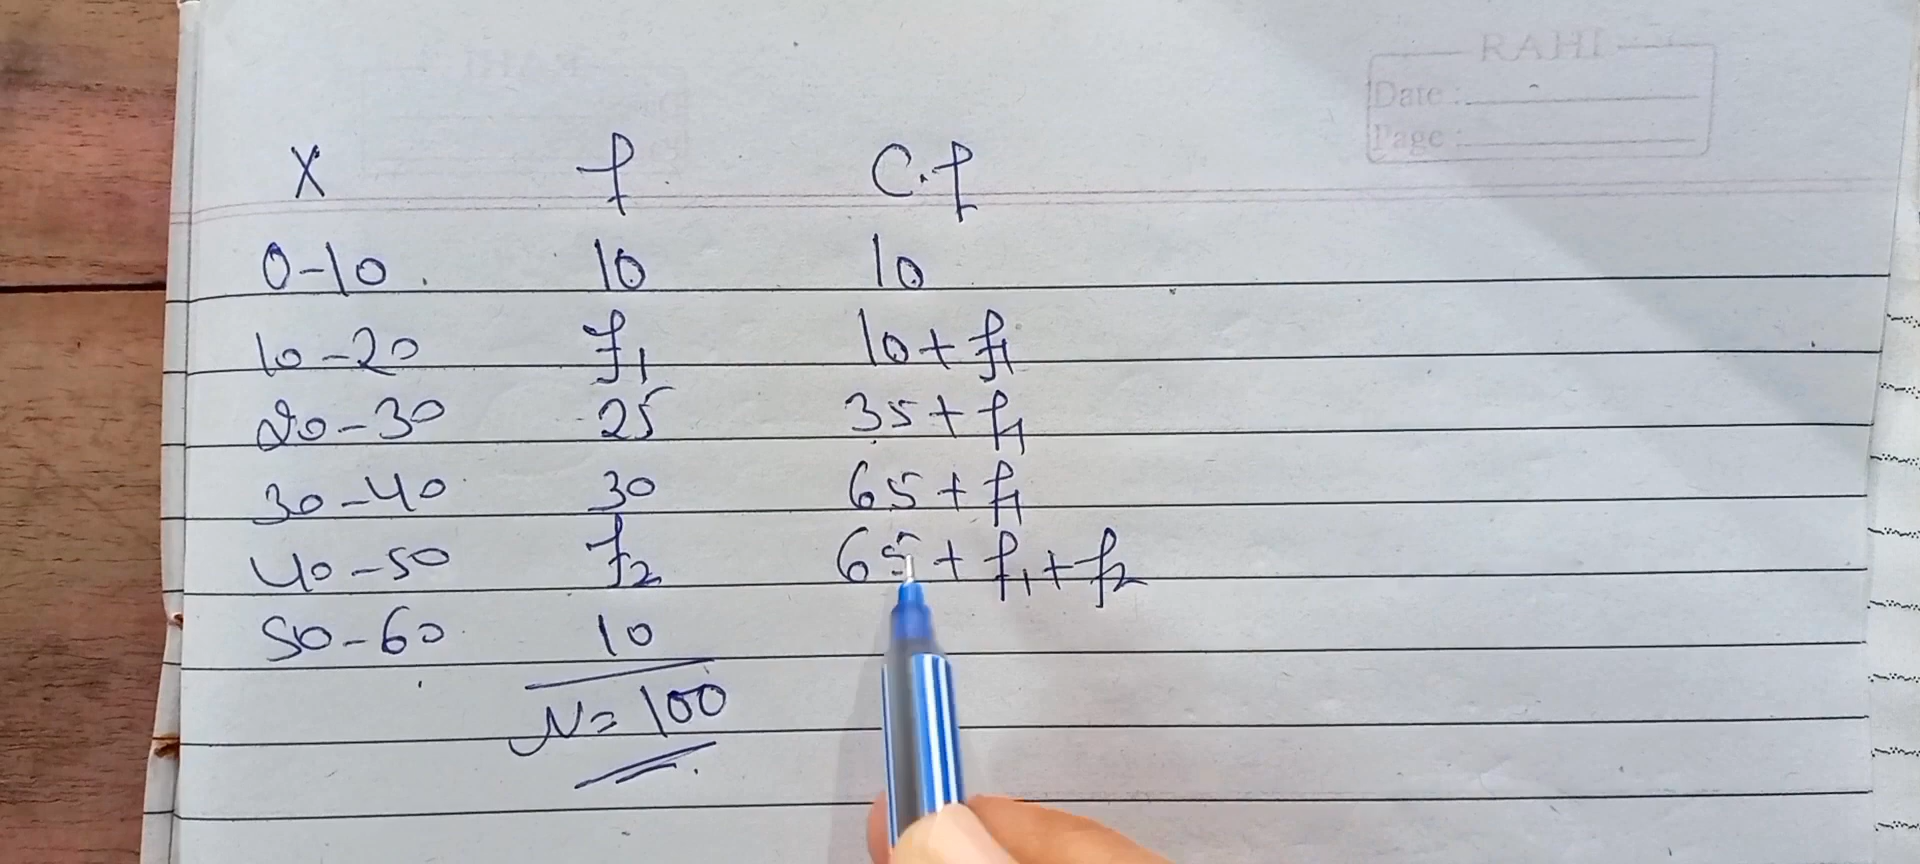 RAHI
Date :
Page :
X f C.f
0-10 10 10
10-20 f1 10+f1
20-30 25 35+f1
30-40 30 65+f1
40-50 f2 65+f1+f2
50-60 10
N=100